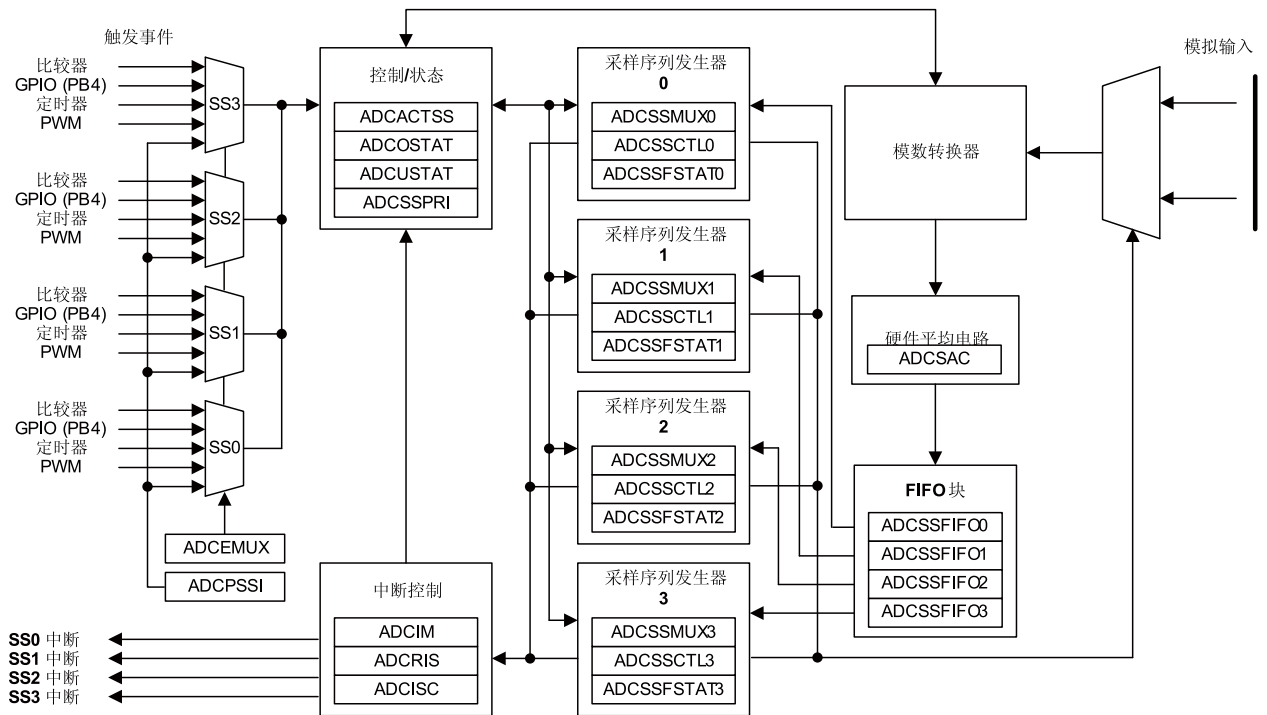 触发事件
比较器
GPIO (PB4)
定时器
PWM
SS3
比较器
GPIO (PB4)
定时器
PWM
SS2
比较器
GPIO (PB4)
定时器
PWM
SS1
比较器
GPIO (PB4)
定时器
PWM
SS0
ADCEMUX
ADCPSSI
控制/状态
ADCACTSS
ADCOSTAT
ADCUSTAT
ADCSSPRI
中断控制
ADCIM
ADCRIS
ADCISC
SS0 中断
SS1 中断
SS2 中断
SS3 中断
采样序列发生器
0
ADCSSMUX0
ADCSSCTL0
ADCSSFSTAT0
采样序列发生器
1
ADCSSMUX1
ADCSSCTL1
ADCSSFSTAT1
采样序列发生器
2
ADCSSMUX2
ADCSSCTL2
ADCSSFSTAT2
采样序列发生器
3
ADCSSMUX3
ADCSSCTL3
ADCSSFSTAT3
模数转换器
模拟输入
硬件平均电路
ADCSAC
FIFO 块
ADCSSFIFO0
ADCSSFIFO1
ADCSSFIFO2
ADCSSFIFO3